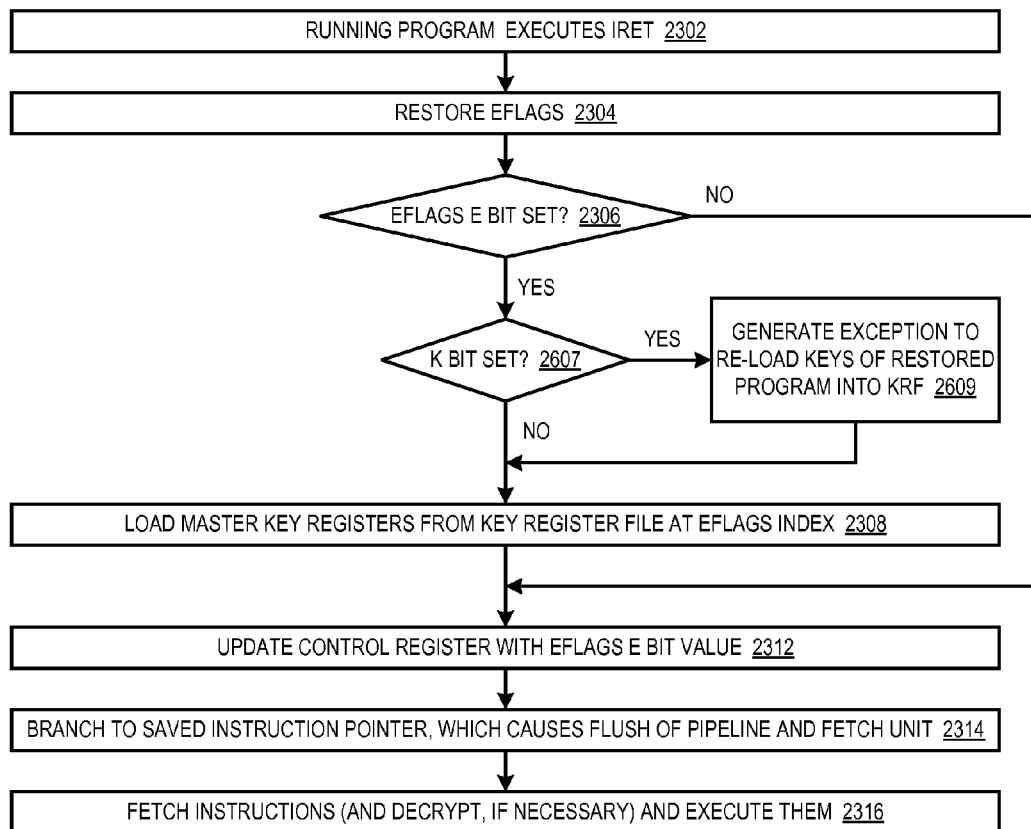 RUNNING PROGRAM EXECUTES IRET 2302
RESTORE EFLAGS 2304
NO
EFLAGS E BIT SET? 2306
YES
K BIT SET? 2607
YES
GENERATE EXCEPTION TO
RE-LOAD KEYS OF RESTORED
PROGRAM INTO KRF 2609
NO
LOAD MASTER KEY REGISTERS FROM KEY REGISTER FILE AT EFLAGS INDEX 2308
UPDATE CONTROL REGISTER WITH EFLAGS E BIT VALUE 2312
BRANCH TO SAVED INSTRUCTION POINTER, WHICH CAUSES FLUSH OF PIPELINE AND FETCH UNIT 2314
FETCH INSTRUCTIONS (AND DECRYPT, IF NECESSARY) AND EXECUTE THEM 2316